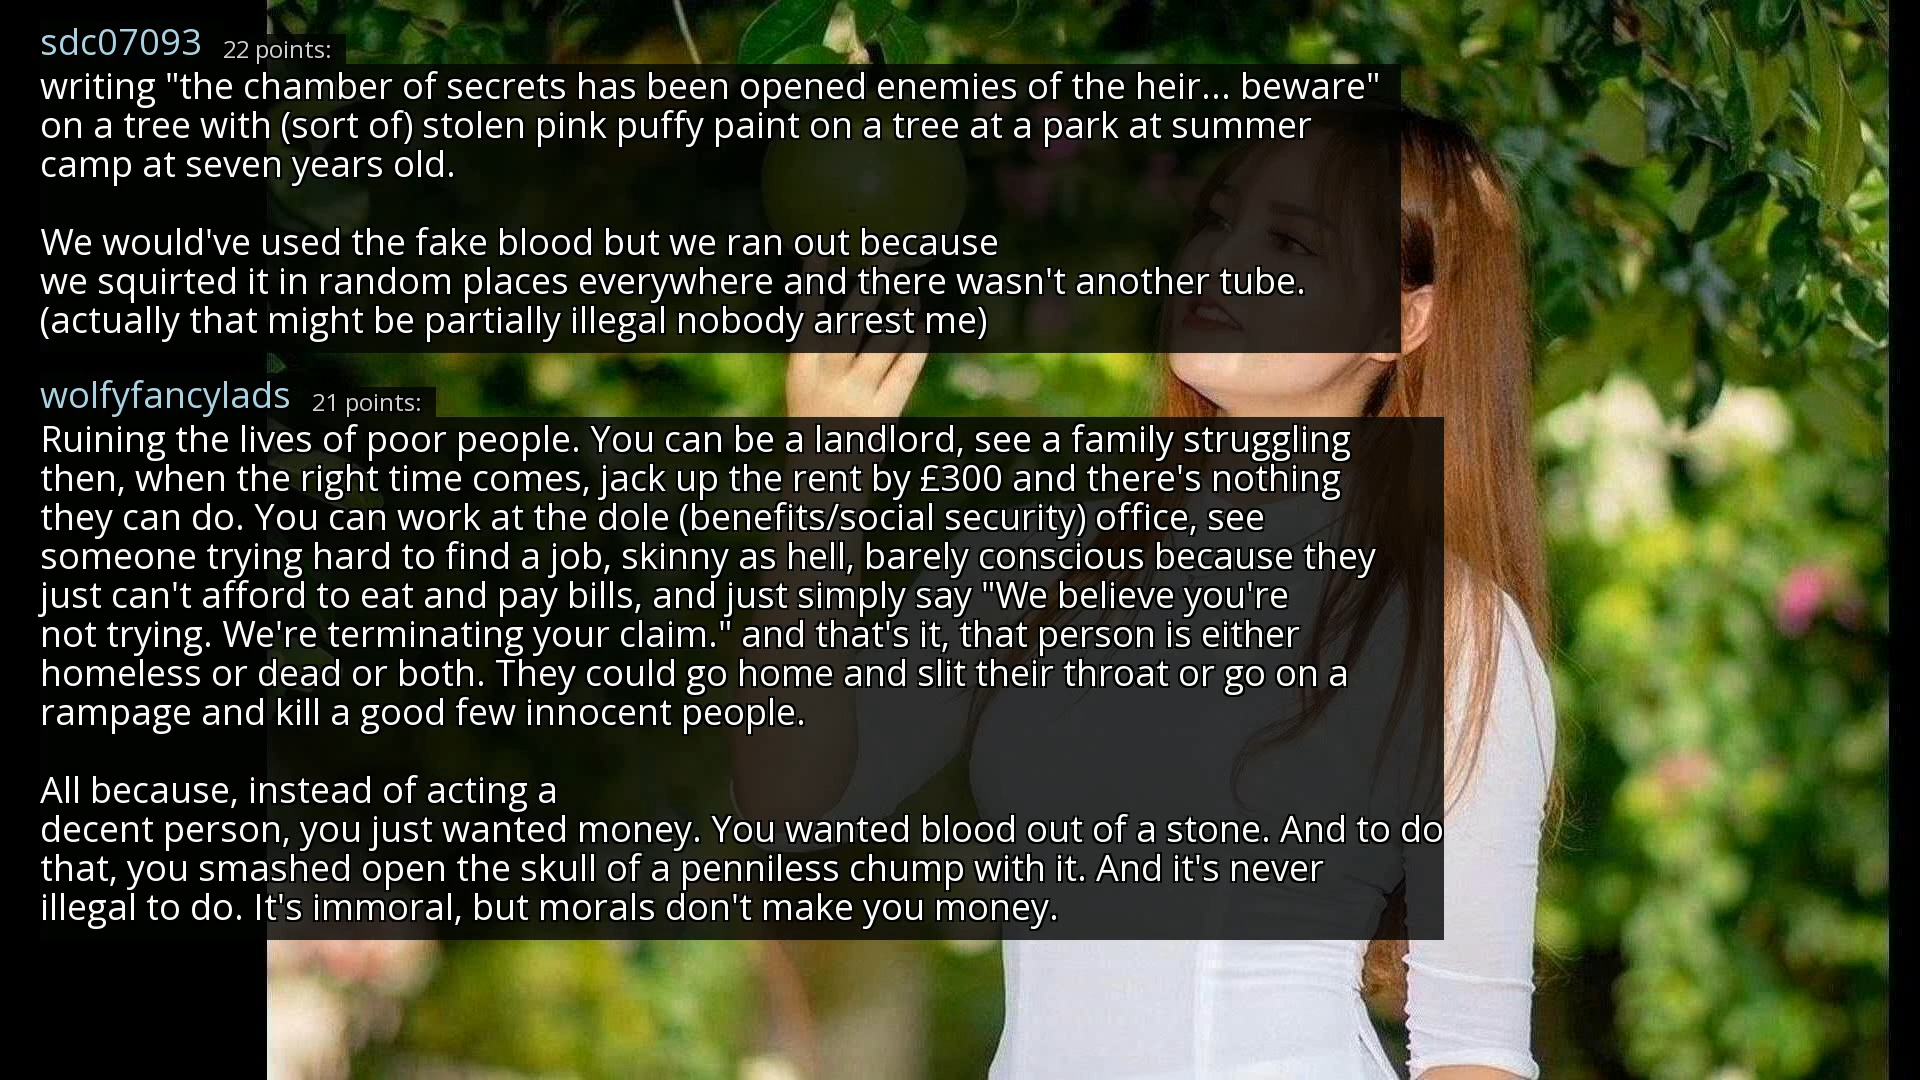 sdc07093 22 points:
writing "the chamber of secrets has been opened enemies of the heir... beware"
on a tree with (sort of) stolen pink puffy paint on a tree at a park at summer
camp at seven years old.
We would've used the fake blood but we ran out because
we squirted it in random places everywhere and there wasn't another tube.
(actually that might be partially illegal nobody arrest me)
wolfyfancylads 21 points:
Ruining the lives of poor people. You can be a landlord, see a family struggling
then, when the right time comes, jack up the rent by £300 and there's nothing
they can do. You can work at the dole (benefits/social security) office, see
someone trying hard to find a job, skinny as hell, barely conscious because they
just can't afford to eat and pay bills, and just simply say "We believe you're
not trying. We're terminating your claim." and that's it, that person is either
homeless or dead or both. They could go home and slit their throat or go on a
rampage and kill a good few innocent people.
All because, instead of acting a
decent person, you just wanted money. You wanted blood out of a stone. And to do
that, you smashed open the skull of a penniless chump with it. And it's never
illegal to do. It's immoral, but morals don't make you money.